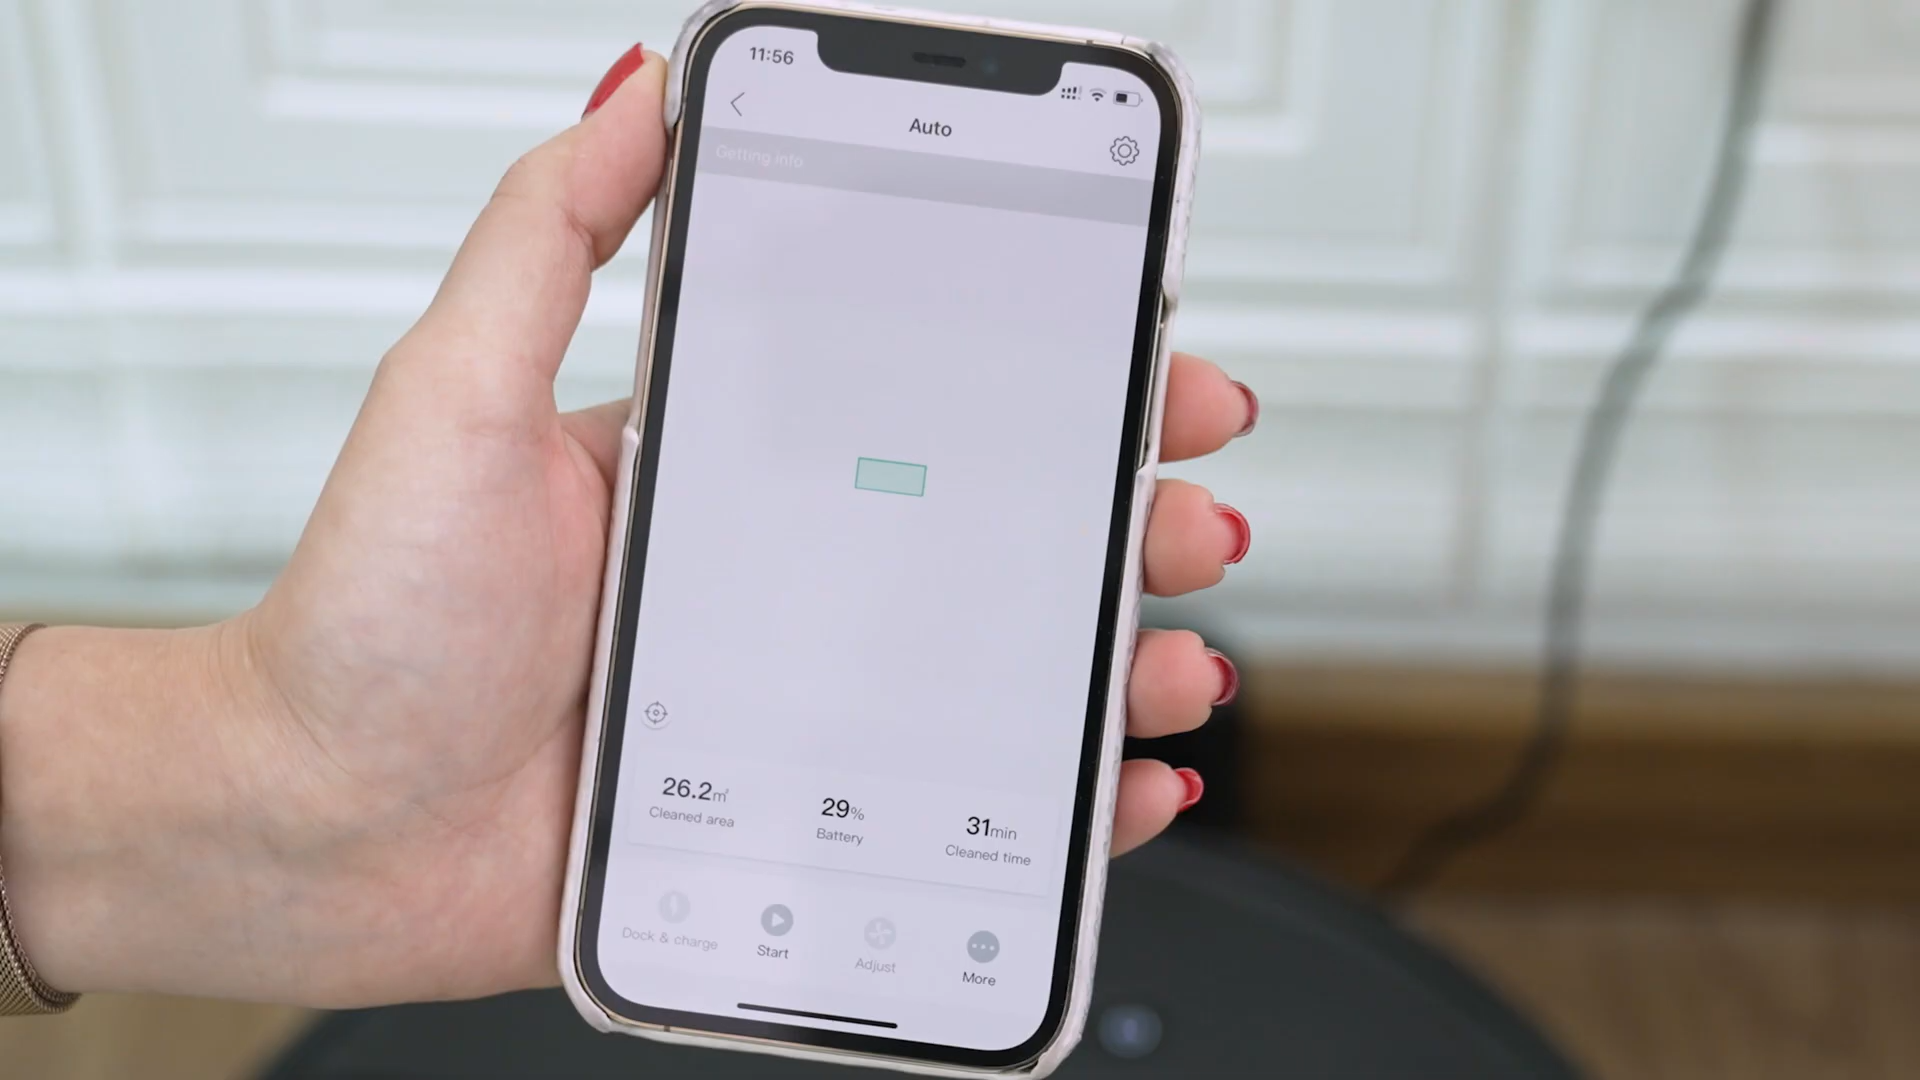 11:56
Auto
Getting info
26.2㎡
Cleaned area
29%
Battery
31min
Cleaned time
Dock & charge
Start
Adjust
More